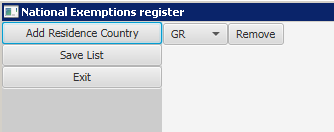 National Exemptions register
Add Residence Country GR Remove
Save List
Exit